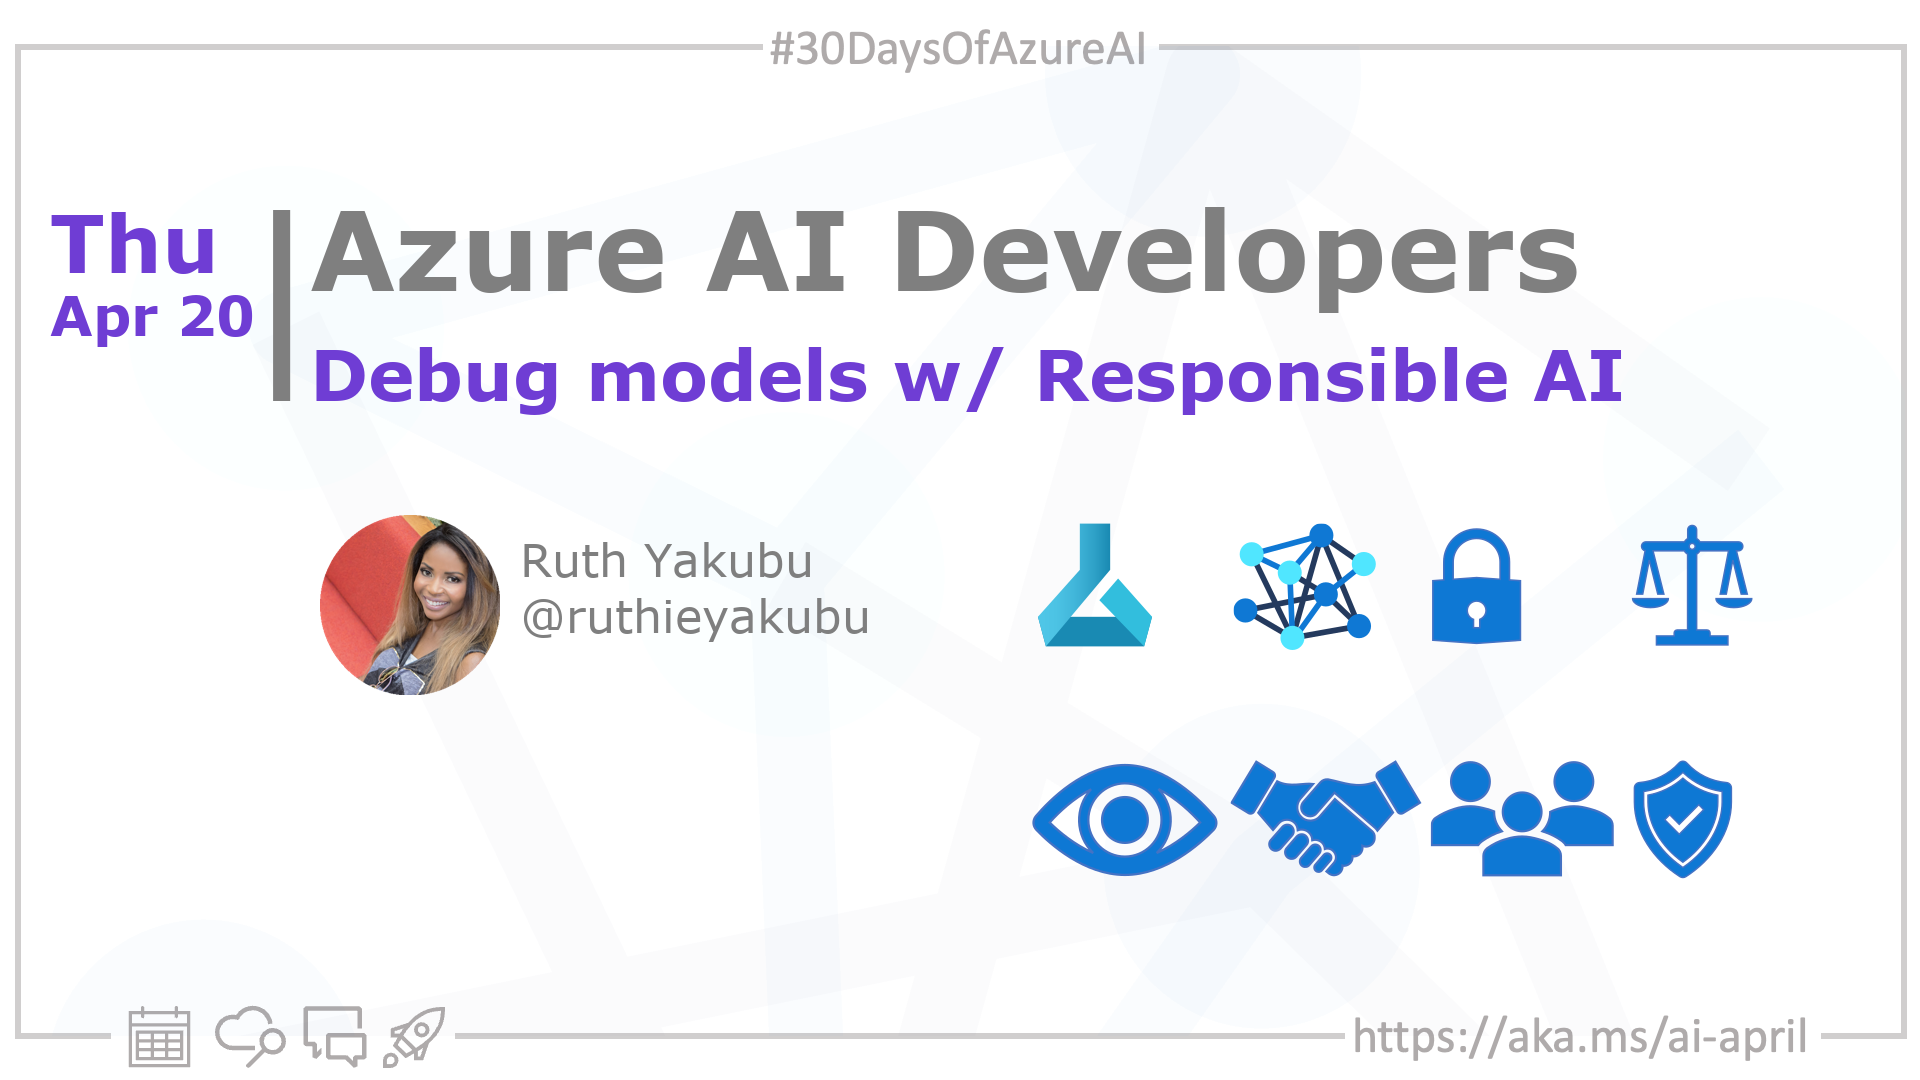 #30DaysOfAzureAI
Thu
Apr 20
Azure AI Developers
Debug models w/ Responsible AI
Ruth Yakubu
@ruthieyakubu
https://aka.ms/ai-april